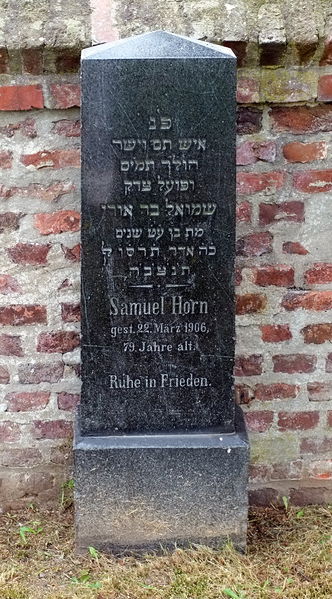 פ נ
איש תם וישר
הולך תמים
ופועל צדק
שמואל בר אורי
מת בן עט שנים
כה אדר תרסו ל
תנצבה
Samuel Horn
gest. 22. März 1906,
79. Jahre alt.
Ruhe in Frieden.